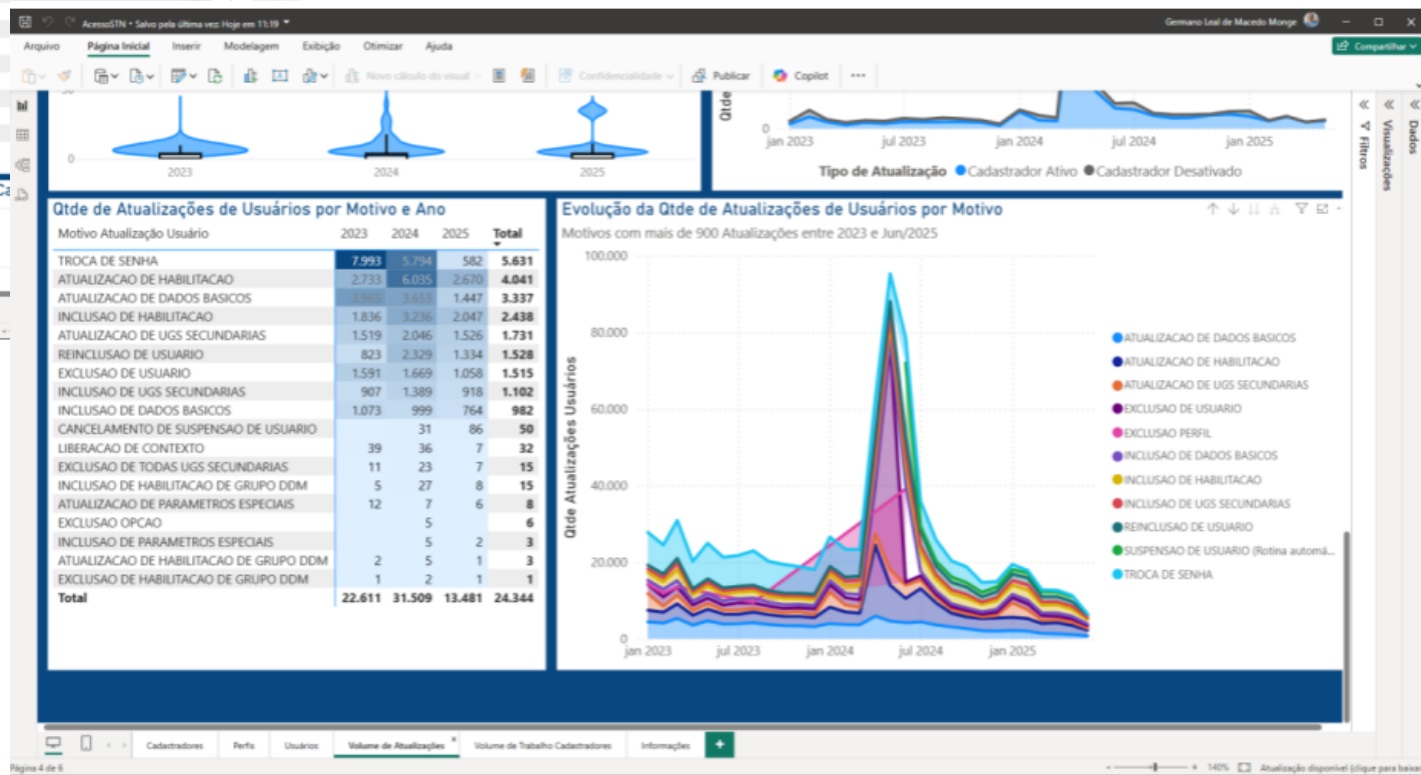 AcessoSTN • Salvo pela última vez: Hoje em 11:19
Germano Leal de Macedo Monge
Arquivo Página Inicial Inserir Modelagem Exibição Otimizar Ajuda
Compartilhar
Novo cálculo do visual Confidencialidade Publicar Copilot
0
2023 2024 2025
Qtde
0
jan 2023 jul 2023 jan 2024 jul 2024 jan 2025
Tipo de Atualização Cadastrador Ativo Cadastrador Desativado
Filtros
Visualizações
Dados
Qtde de Atualizações de Usuários por Motivo e Ano
Motivo Atualização Usuário 2023 2024 2025 Total
TROCA DE SENHA 7.993 5.794 582 5.631
ATUALIZACAO DE HABILITACAO 2.733 6.035 2.670 4.041
ATUALIZACAO DE DADOS BASICOS 3.653 1.447 3.337
INCLUSAO DE HABILITACAO 1.836 3.236 2.047 2.438
ATUALIZACAO DE UGS SECUNDARIAS 1.519 2.046 1.526 1.731
REINCLUSAO DE USUARIO 823 2.329 1.334 1.528
EXCLUSAO DE USUARIO 1.591 1.669 1.058 1.515
INCLUSAO DE UGS SECUNDARIAS 907 1.389 918 1.102
INCLUSAO DE DADOS BASICOS 1.073 999 764 982
CANCELAMENTO DE SUSPENSAO DE USUARIO 31 86 50
LIBERACAO DE CONTEXTO 39 36 7 32
EXCLUSAO DE TODAS UGS SECUNDARIAS 11 23 7 15
INCLUSAO DE HABILITACAO DE GRUPO DDM 5 27 8 15
ATUALIZACAO DE PARAMETROS ESPECIAIS 12 7 6 8
EXCLUSAO OPCAO 5 6
INCLUSAO DE PARAMETROS ESPECIAIS 5 2 3
ATUALIZACAO DE HABILITACAO DE GRUPO DDM 2 5 1 3
EXCLUSAO DE HABILITACAO DE GRUPO DDM 1 2 1 1
Total 22.611 31.509 13.481 24.344
Evolução da Qtde de Atualizações de Usuários por Motivo
Motivos com mais de 900 Atualizações entre 2023 e Jun/2025
Qtde Atualizações Usuários
100.000
80.000
60.000
40.000
20.000
0
jan 2023 jul 2023 jan 2024 jul 2024 jan 2025
ATUALIZACAO DE DADOS BASICOS
ATUALIZACAO DE HABILITACAO
ATUALIZACAO DE UGS SECUNDARIAS
EXCLUSAO DE USUARIO
EXCLUSAO PERFIL
INCLUSAO DE DADOS BASICOS
INCLUSAO DE HABILITACAO
INCLUSAO DE UGS SECUNDARIAS
REINCLUSAO DE USUARIO
SUSPENSAO DE USUARIO (Rotina automá...
TROCA DE SENHA
Cadastradores Perfis Usuários Volume de Atualizações Volume de Trabalho Cadastradores Informações
Página 4 de 6
140% Atualização disponível (clique para baixar